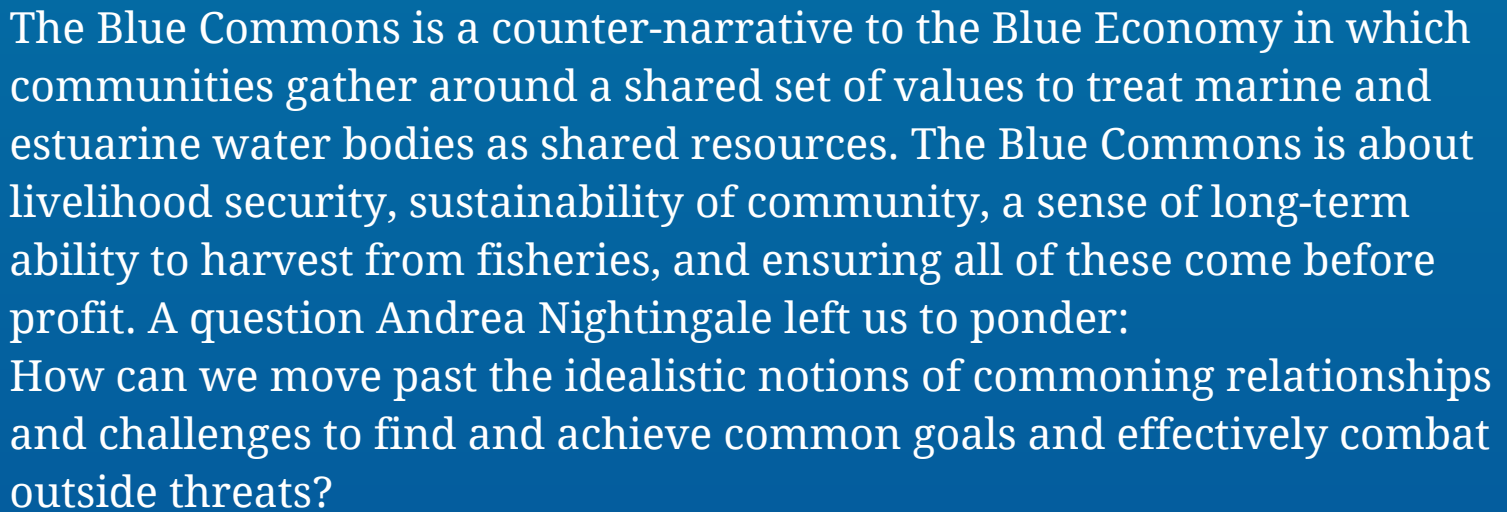 The Blue Commons is a counter-narrative to the Blue Economy in which
communities gather around a shared set of values to treat marine and
estuarine water bodies as shared resources. The Blue Commons is about
livelihood security, sustainability of community, a sense of long-term
ability to harvest from fisheries, and ensuring all of these come before
profit. A question Andrea Nightingale left us to ponder:
How can we move past the idealistic notions of commoning relationships
and challenges to find and achieve common goals and effectively combat
outside threats?